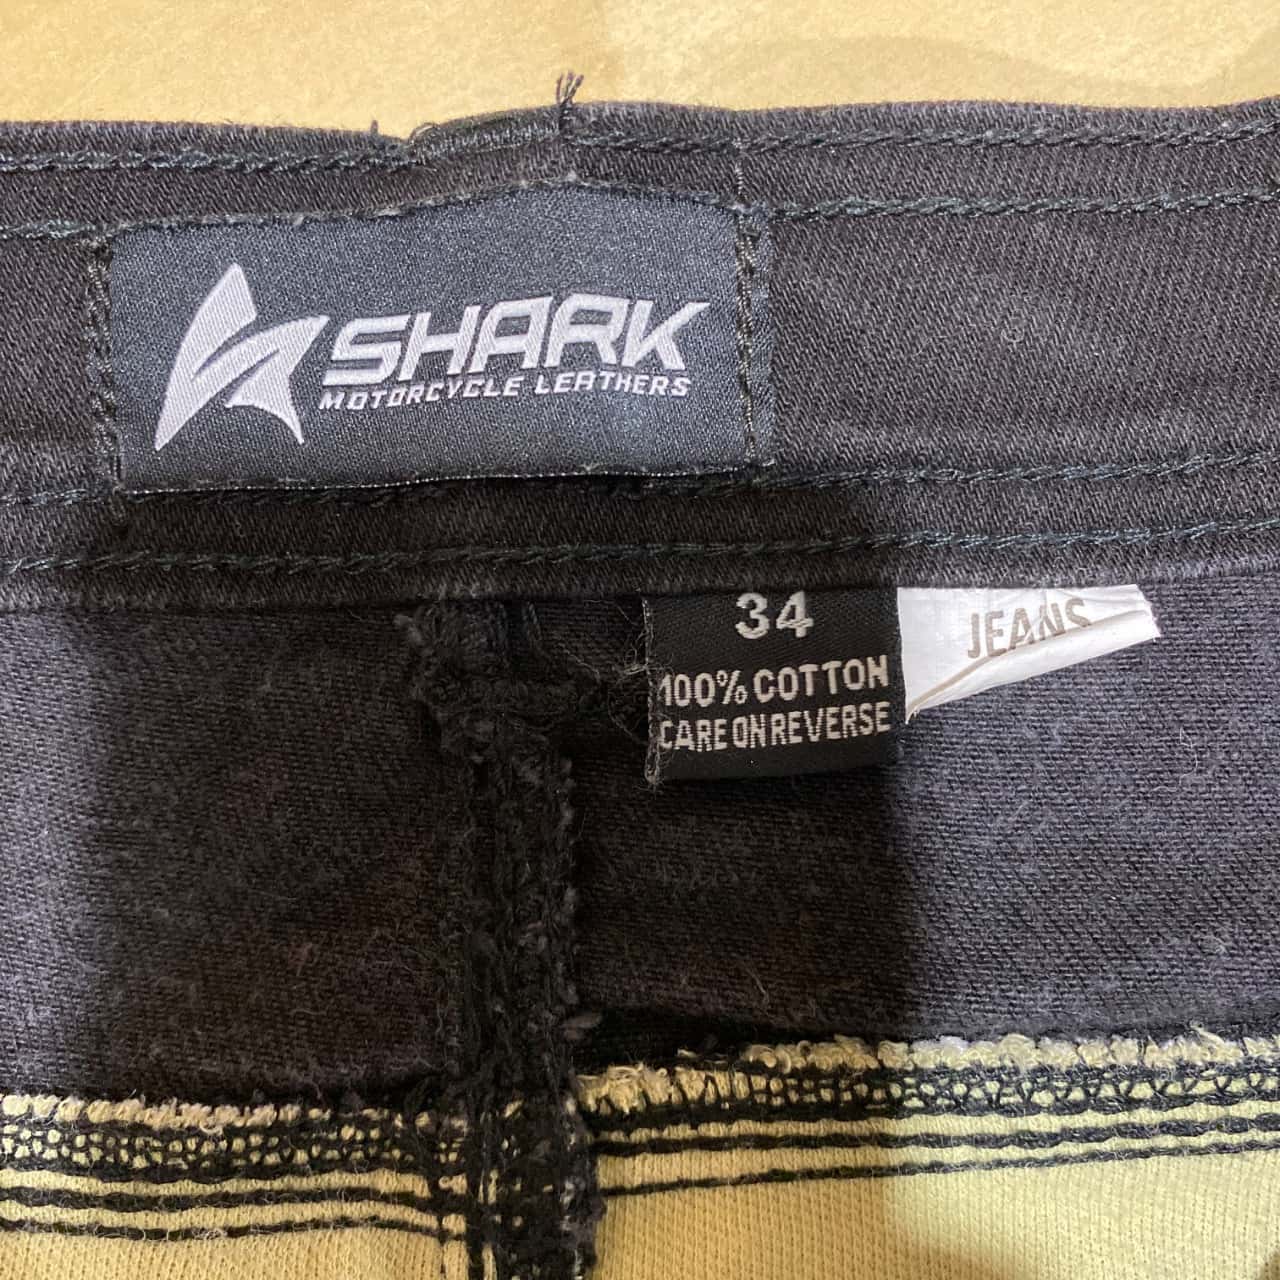 SHARK
MOTORCYCLE LEATHERS
34
100% COTTON
CARE ON REVERSE
JEANS